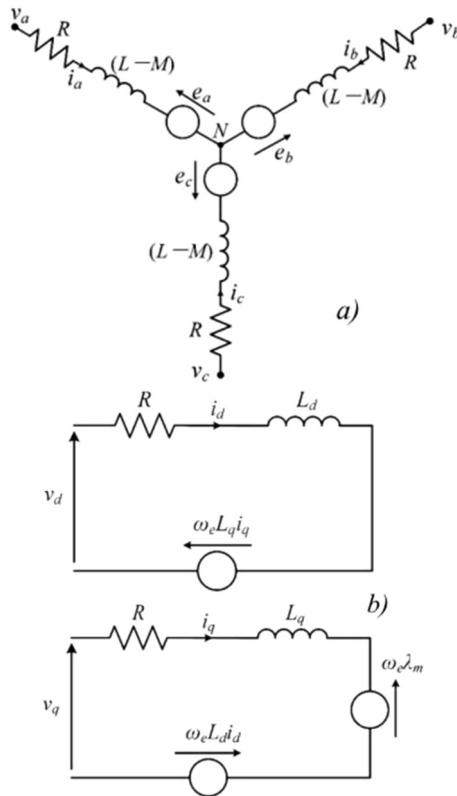 v_a
R
i_a
(L−M)
e_a
N
e_b
i_b
R
v_b
(L−M)
e_c
(L−M)
i_c
R
v_c
a)
R
i_d
L_d
v_d
ω_e L_q i_q
b)
R
i_q
L_q
v_q
ω_e λ_m
ω_e L_d i_d